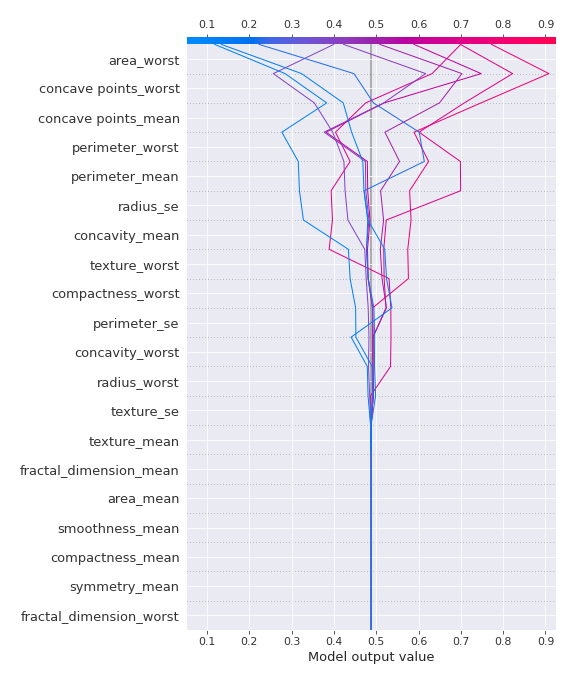 0.1 0.2 0.3 0.4 0.5 0.6 0.7 0.8 0.9
area_worst
concave points_worst
concave points_mean
perimeter_worst
perimeter_mean
radius_se
concavity_mean
texture_worst
compactness_worst
perimeter_se
concavity_worst
radius_worst
texture_se
texture_mean
fractal_dimension_mean
area_mean
smoothness_mean
compactness_mean
symmetry_mean
fractal_dimension_worst
0.1 0.2 0.3 0.4 0.5 0.6 0.7 0.8 0.9
Model output value